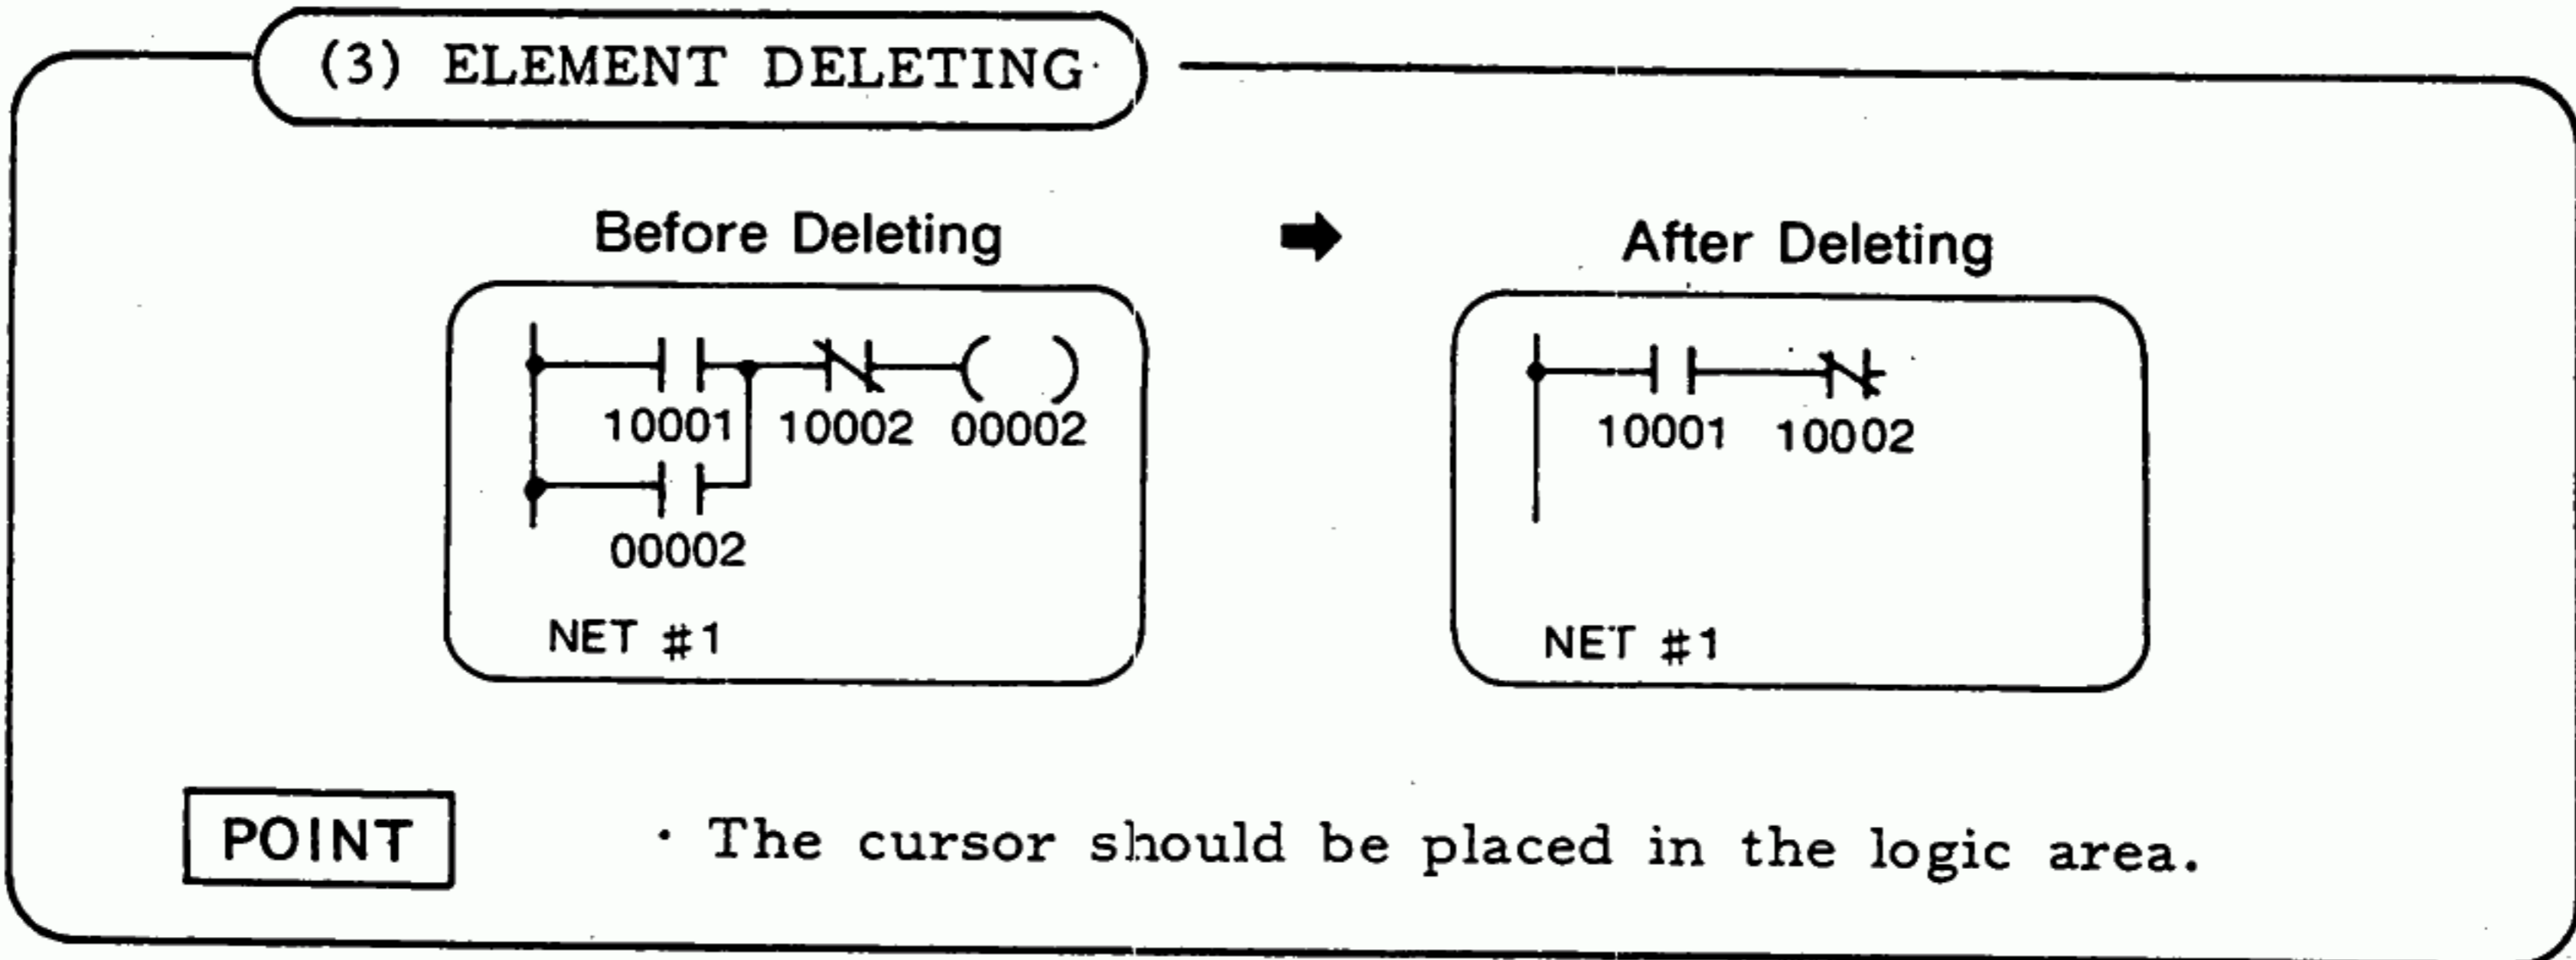 (3) ELEMENT DELETING
Before Deleting ➡ After Deleting
10001 10002 00002
00002
NET #1
10001 10002
NET #1
POINT
· The cursor should be placed in the logic area.